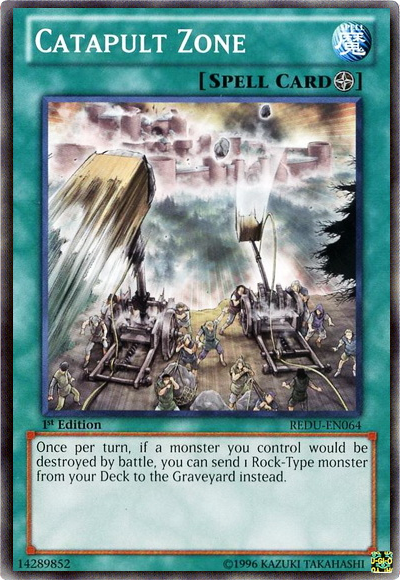 CATAPULT ZONE
魔
[SPELL CARD]
1st Edition
REDU-EN064
Once per turn, if a monster you control would be
destroyed by battle, you can send 1 Rock-Type monster
from your Deck to the Graveyard instead.
14289852
©1996 KAZUKI TAKAHASHI